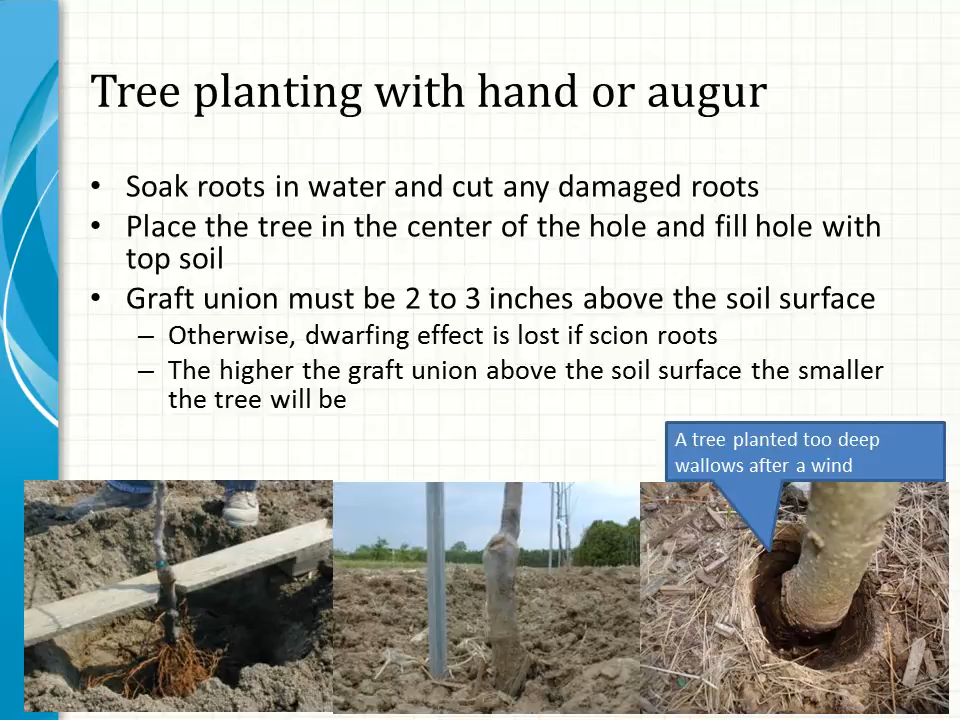 Tree planting with hand or augur
• Soak roots in water and cut any damaged roots
• Place the tree in the center of the hole and fill hole with
top soil
• Graft union must be 2 to 3 inches above the soil surface
– Otherwise, dwarfing effect is lost if scion roots
– The higher the graft union above the soil surface the smaller
the tree will be
A tree planted too deep
wallows after a wind